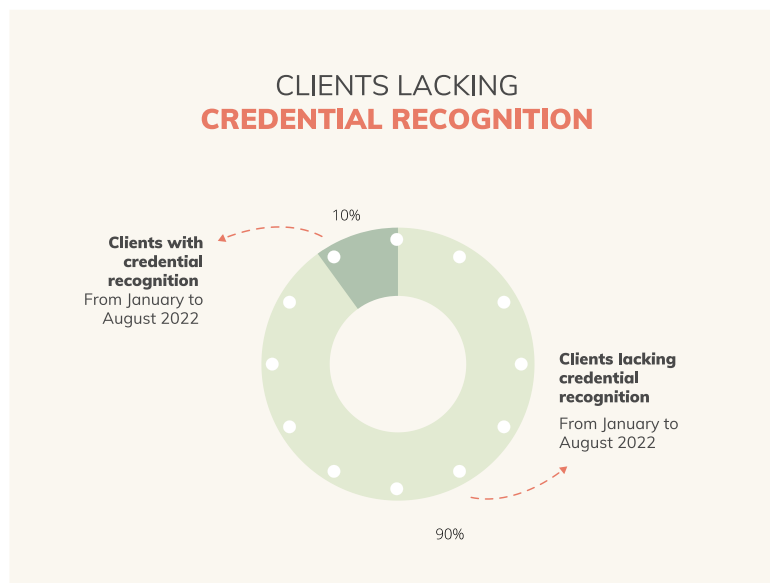 CLIENTS LACKING
CREDENTIAL RECOGNITION
10%
Clients with
credential
recognition
From January to
August 2022
Clients lacking
credential
recognition
From January to
August 2022
90%